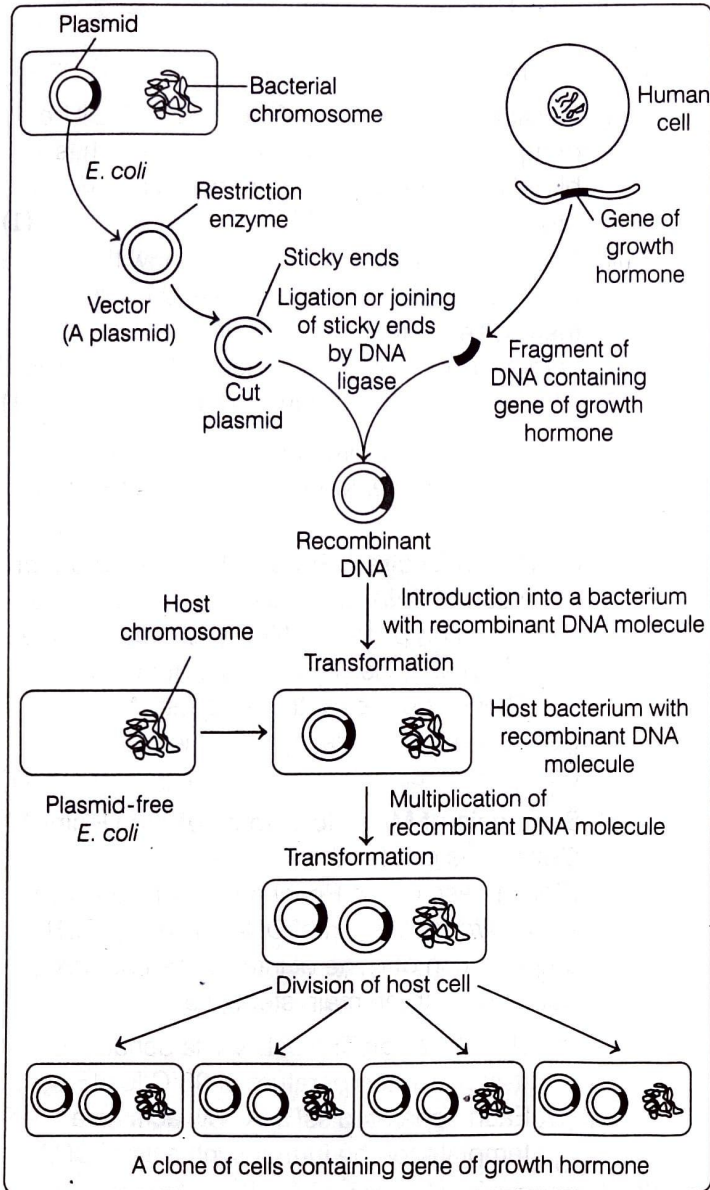 Plasmid
Bacterial
chromosome
Human
cell
E. coli
Restriction
enzyme
Gene of
growth
hormone
Sticky ends
Vector
(A plasmid)
Ligation or joining
of sticky ends
by DNA
ligase
Cut
plasmid
Fragment of
DNA containing
gene of growth
hormone
Recombinant
DNA
Introduction into a bacterium
with recombinant DNA molecule
Host
chromosome
Transformation
Host bacterium with
recombinant DNA
molecule
Plasmid-free
E. coli
Multiplication of
recombinant DNA molecule
Transformation
Division of host cell
A clone of cells containing gene of growth hormone